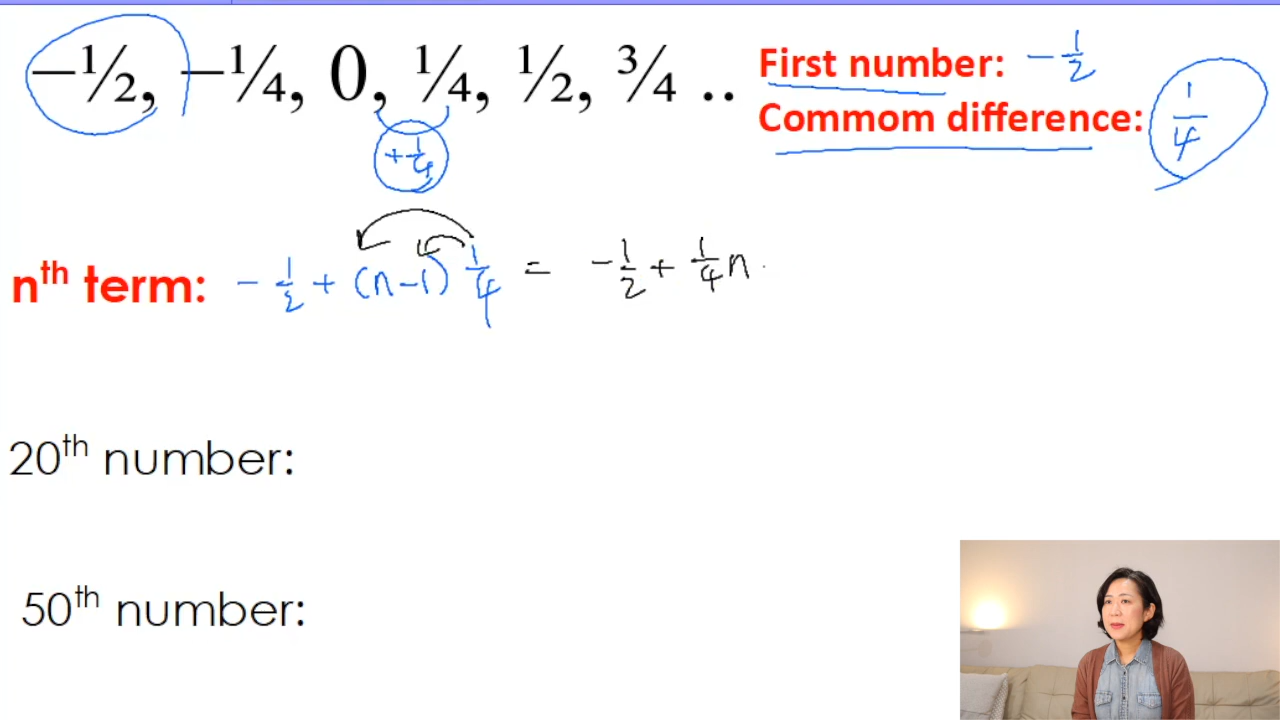 −½, −¼, 0, ¼, ½, ¾ ..
First number: −1/2
Commom difference: 1/4
+1/4
nth term: −1/2 + (n−1) 1/4 = −1/2 + 1/4 n
20th number:
50th number: